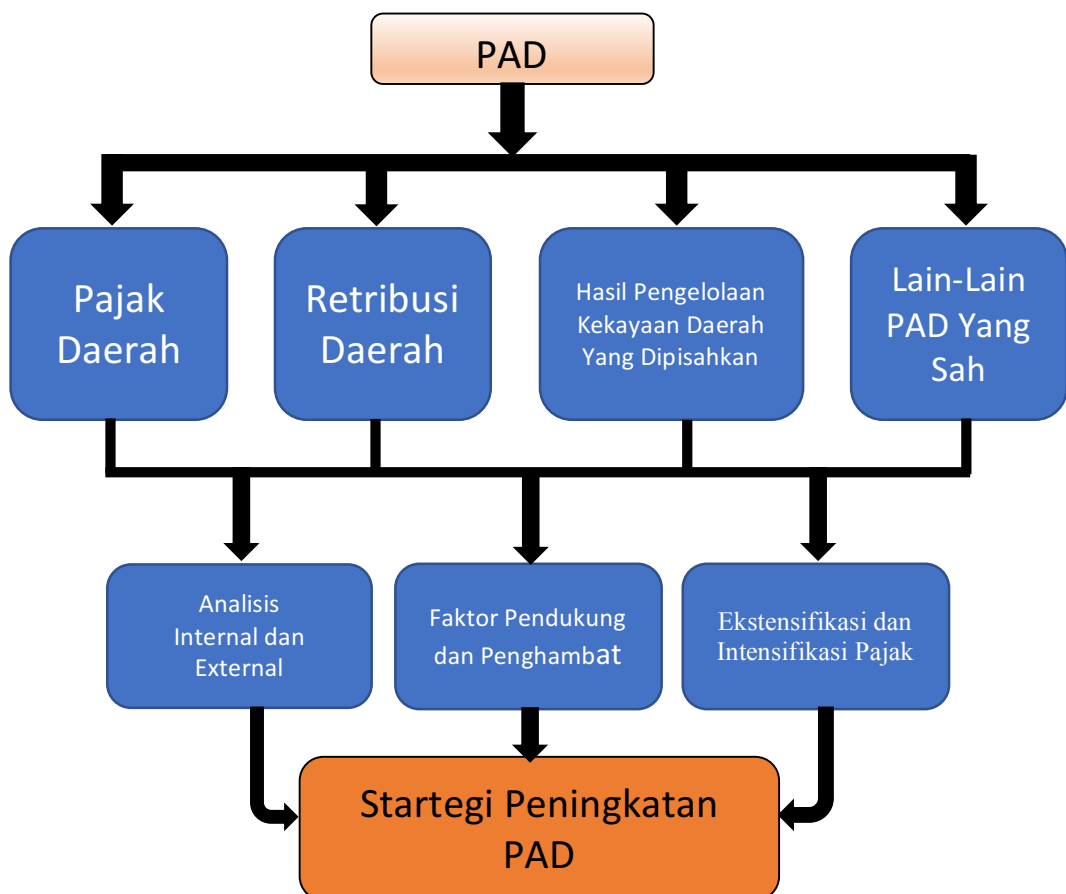 PAD
Pajak
Daerah
Retribusi
Daerah
Hasil Pengelolaan
Kekayaan Daerah
Yang Dipisahkan
Lain-Lain
PAD Yang
Sah
Analisis
Internal dan
External
Faktor Pendukung
dan Penghambat
Ekstensifikasi dan
Intensifikasi Pajak
Startegi Peningkatan
PAD